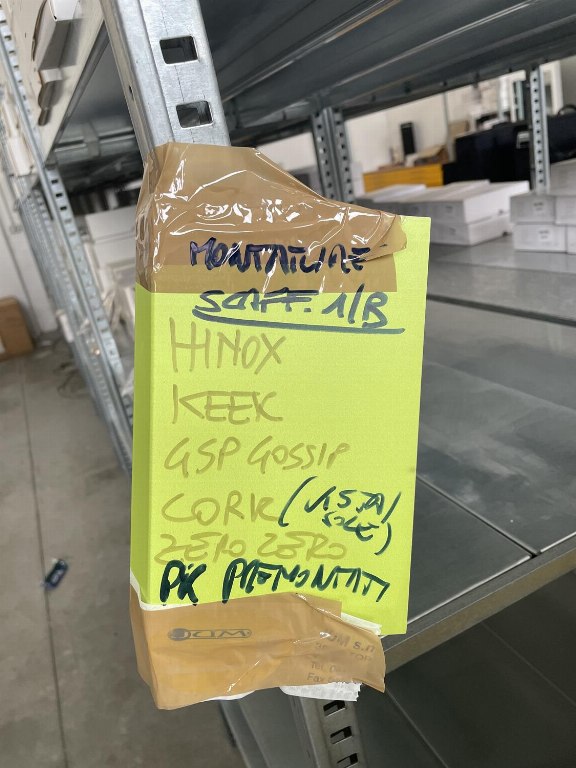 MONTATURE
SCAFF. 1/B
HINOX
KEEK
GSP GOSSIP
CORK (VISTA/
SOLE)
ZERO ZERO
PK PREMONTATI